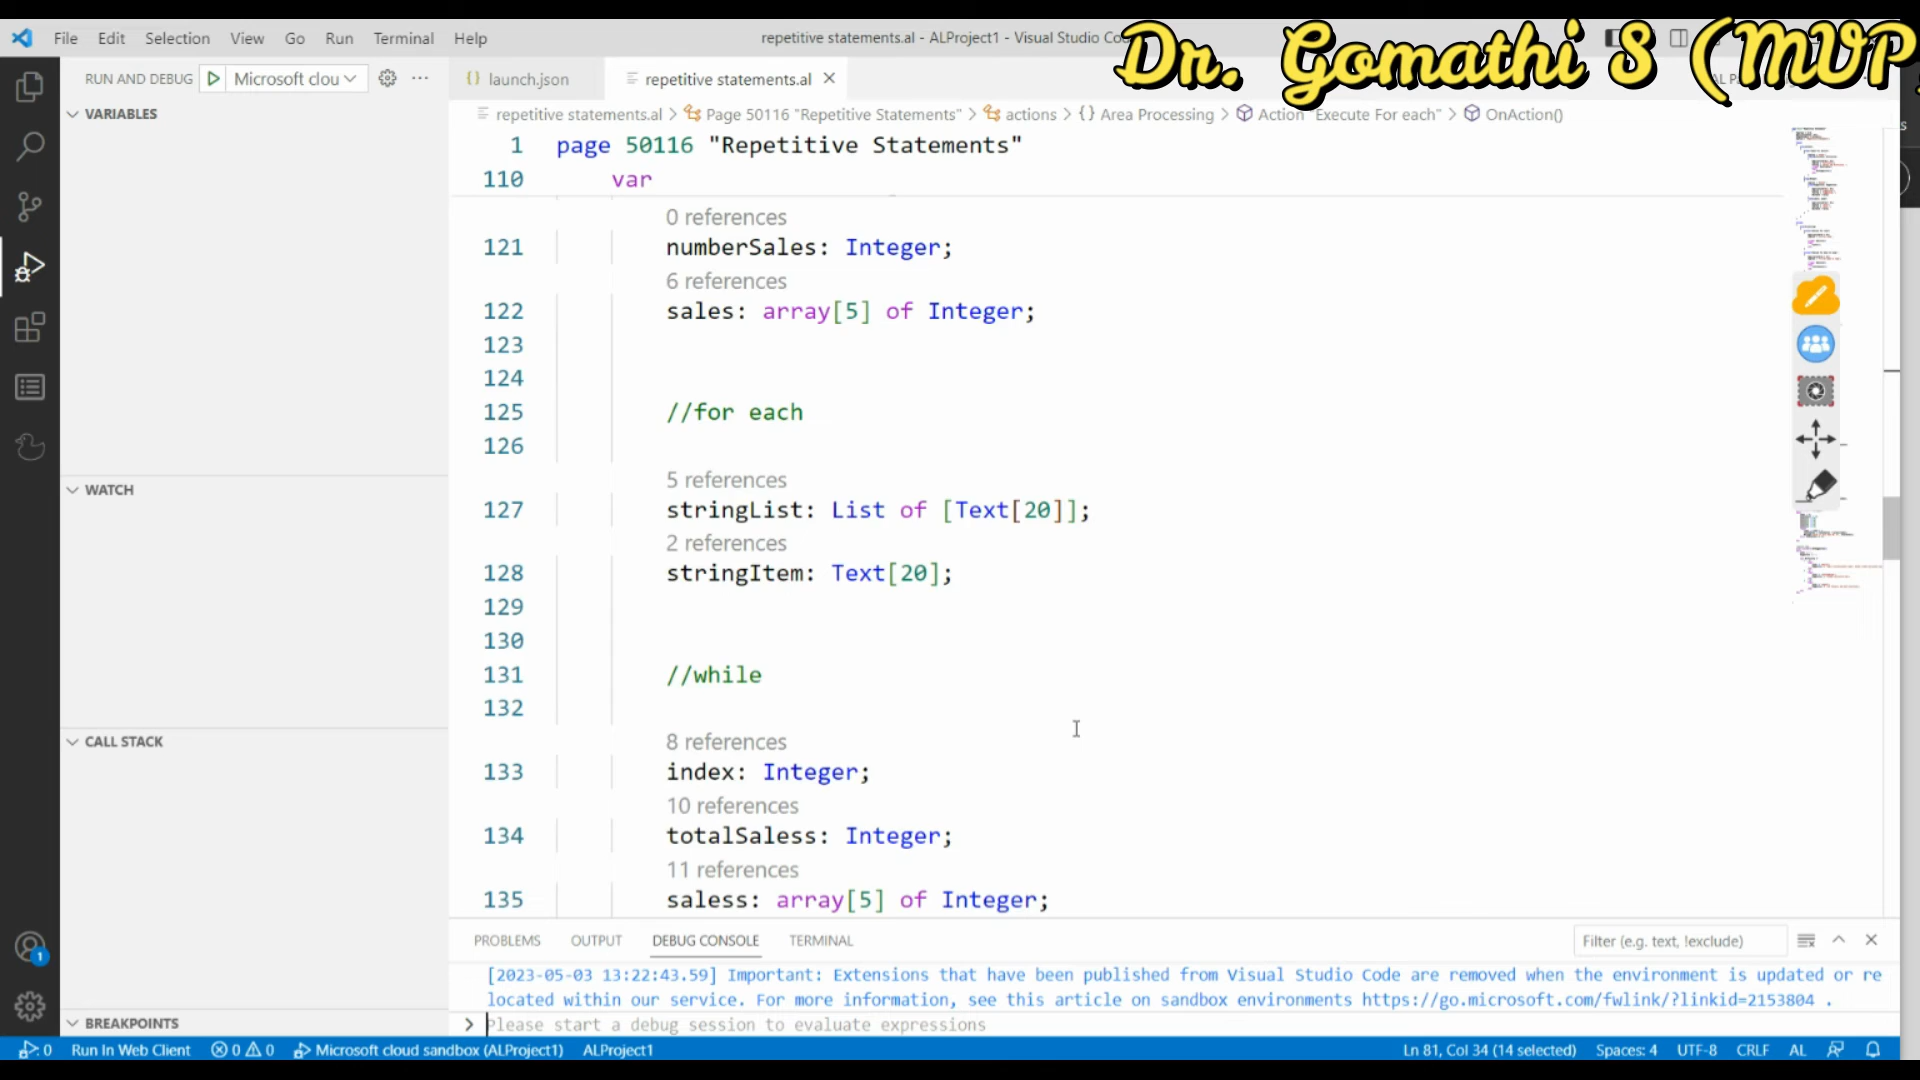 File Edit Selection View Go Run Terminal Help
repetitive statements.al - ALProject1 - Visual Studio
Dr. Gomathi S (MVP
RUN AND DEBUG Microsoft clou
launch.json repetitive statements.al
VARIABLES
repetitive statements.al > Page 50116 "Repetitive Statements" > actions > {} Area Processing > Action "Execute For each" > OnAction()
1 page 50116 "Repetitive Statements"
110 var
0 references
121 numberSales: Integer;
6 references
122 sales: array[5] of Integer;
123
124
125 //for each
126
5 references
127 stringList: List of [Text[20]];
2 references
128 stringItem: Text[20];
129
130
131 //while
132
8 references
133 index: Integer;
10 references
134 totalSaless: Integer;
11 references
135 saless: array[5] of Integer;
WATCH
CALL STACK
BREAKPOINTS
PROBLEMS OUTPUT DEBUG CONSOLE TERMINAL
Filter (e.g. text, !exclude)
[2023-05-03 13:22:43.59] Important: Extensions that have been published from Visual Studio Code are removed when the environment is updated or re
located within our service. For more information, see this article on sandbox environments https://go.microsoft.com/fwlink/?linkid=2153804 .
> Please start a debug session to evaluate expressions
1
0 Run In Web Client 0 0 Microsoft cloud sandbox (ALProject1) ALProject1
Ln 81, Col 34 (14 selected) Spaces: 4 UTF-8 CRLF AL